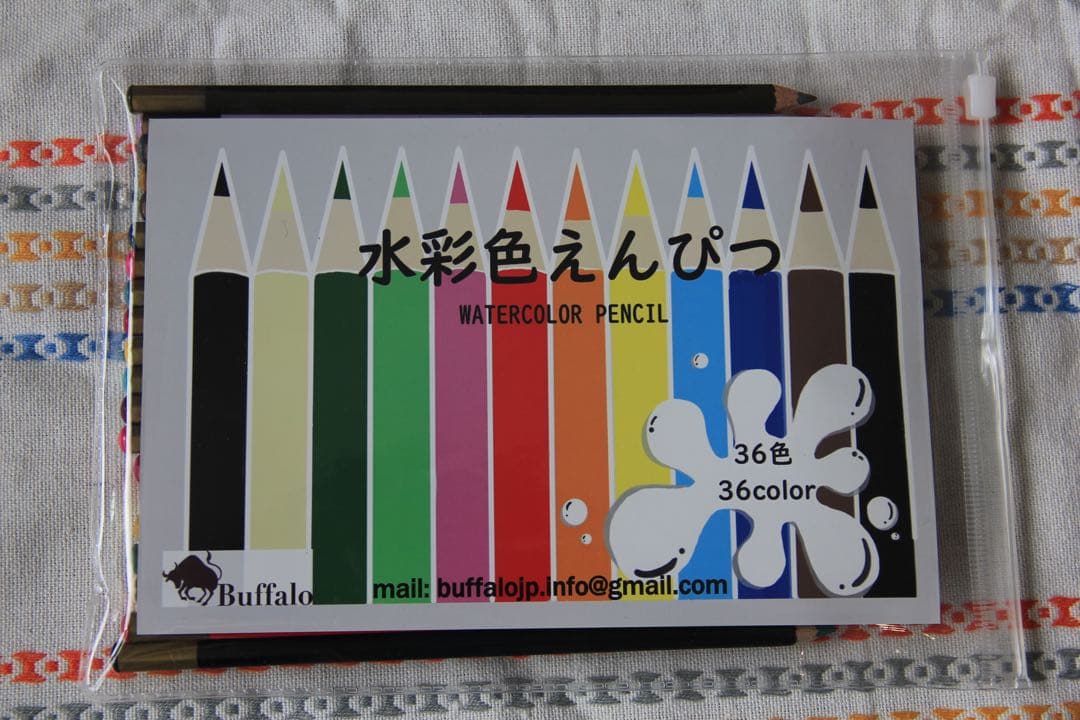 水彩色えんぴつ
WATERCOLOR PENCIL
36色
36color
Buffalo
mail: buffalojp.info@gmail.com